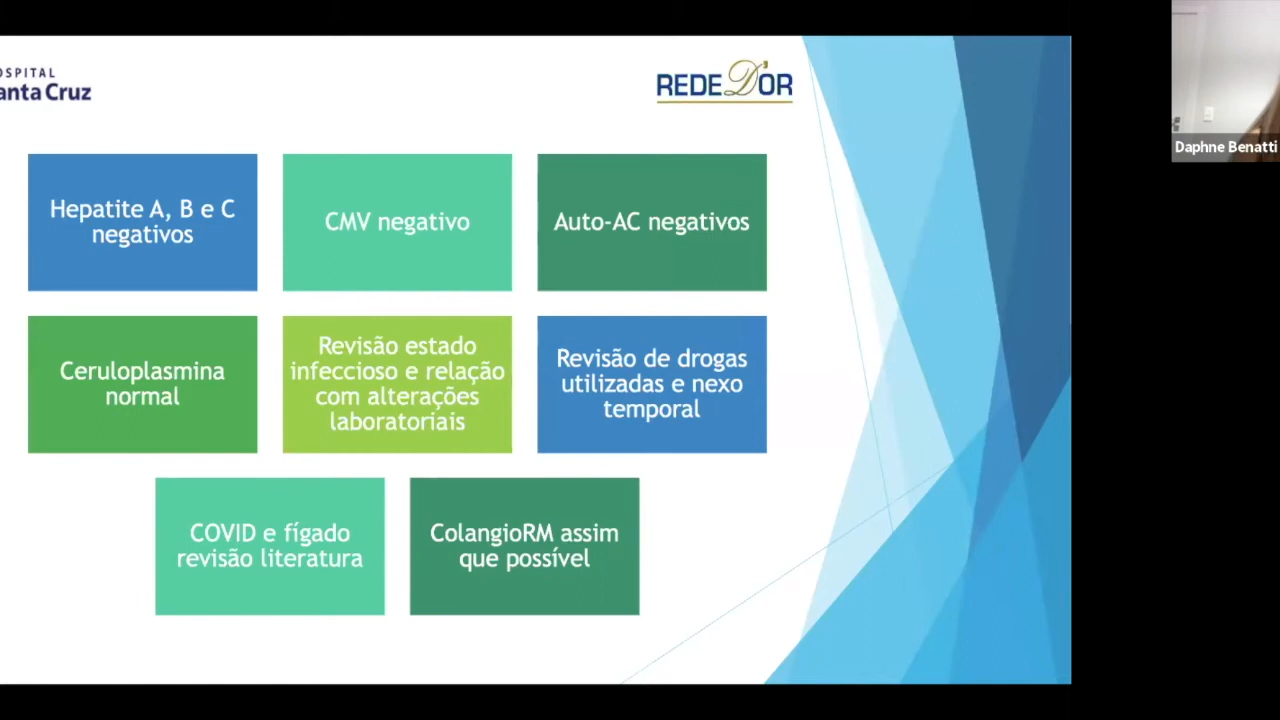 OSPITAL
anta Cruz
REDE D'OR
Hepatite A, B e C
negativos
CMV negativo
Auto-AC negativos
Ceruloplasmina
normal
Revisão estado
infeccioso e relação
com alterações
laboratoriais
Revisão de drogas
utilizadas e nexo
temporal
COVID e fígado
revisão literatura
ColangioRM assim
que possível
Daphne Benatti